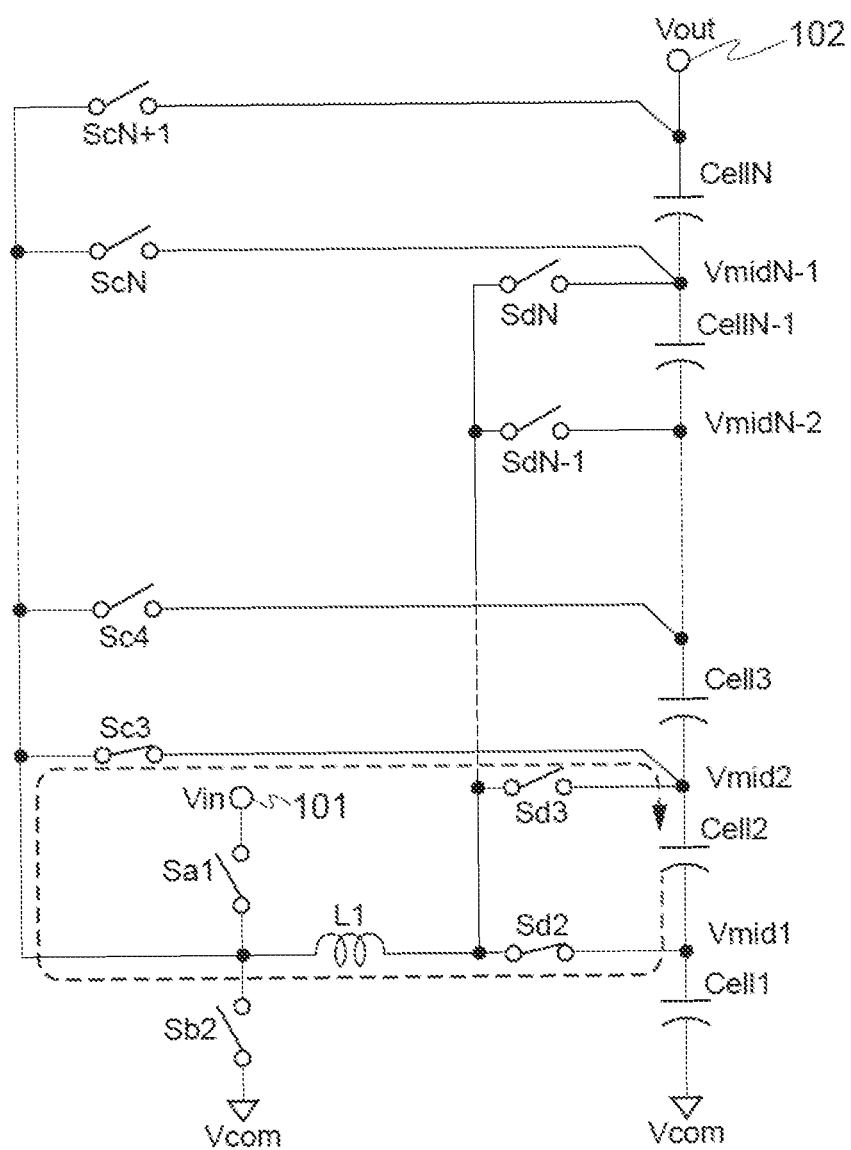 Vout
102
ScN+1
CellN
ScN
VmidN-1
SdN
CellN-1
VmidN-2
SdN-1
Sc4
Cell3
Sc3
Vmid2
Vin
101
Sd3
Cell2
Sa1
L1
Sd2
Vmid1
Cell1
Sb2
Vcom
Vcom